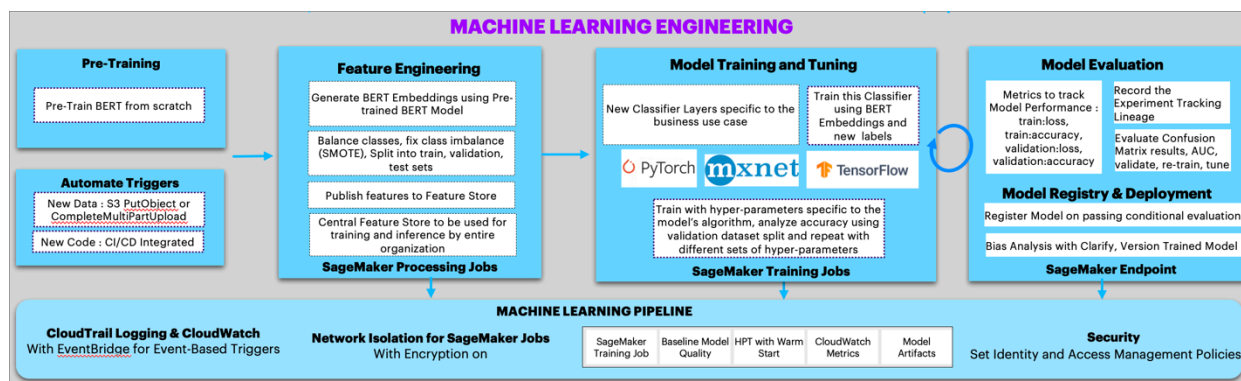 MACHINE LEARNING ENGINEERING
Pre-Training
Pre-Train BERT from scratch
Automate Triggers
New Data : S3 PutObject or
CompleteMultiPartUpload
New Code : CI/CD Integrated
Feature Engineering
Generate BERT Embeddings using Pre-
trained BERT Model
Balance classes, fix class imbalance
(SMOTE), Split into train, validation,
test sets
Publish features to Feature Store
Central Feature Store to be used for
training and inference by entire
organization
SageMaker Processing Jobs
Model Training and Tuning
New Classifier Layers specific to the
business use case
Train this Classifier
using BERT
Embeddings and
new labels
PyTorch
mxnet
TensorFlow
Train with hyper-parameters specific to the
model's algorithm, analyze accuracy using
validation dataset split and repeat with
different sets of hyper-parameters
SageMaker Training Jobs
Model Evaluation
Metrics to track
Model Performance :
train:loss,
train:accuracy,
validation:loss,
validation:accuracy
Record the
Experiment Tracking
Lineage
Evaluate Confusion
Matrix results, AUC,
validate, re-train, tune
Model Registry & Deployment
Register Model on passing conditional evaluation
Bias Analysis with Clarify, Version Trained Model
SageMaker Endpoint
MACHINE LEARNING PIPELINE
CloudTrail Logging & CloudWatch
With EventBridge for Event-Based Triggers
Network Isolation for SageMaker Jobs
With Encryption on
SageMaker
Training Job
Baseline Model
Quality
HPT with Warm
Start
CloudWatch
Metrics
Model
Artifacts
Security
Set Identity and Access Management Policies